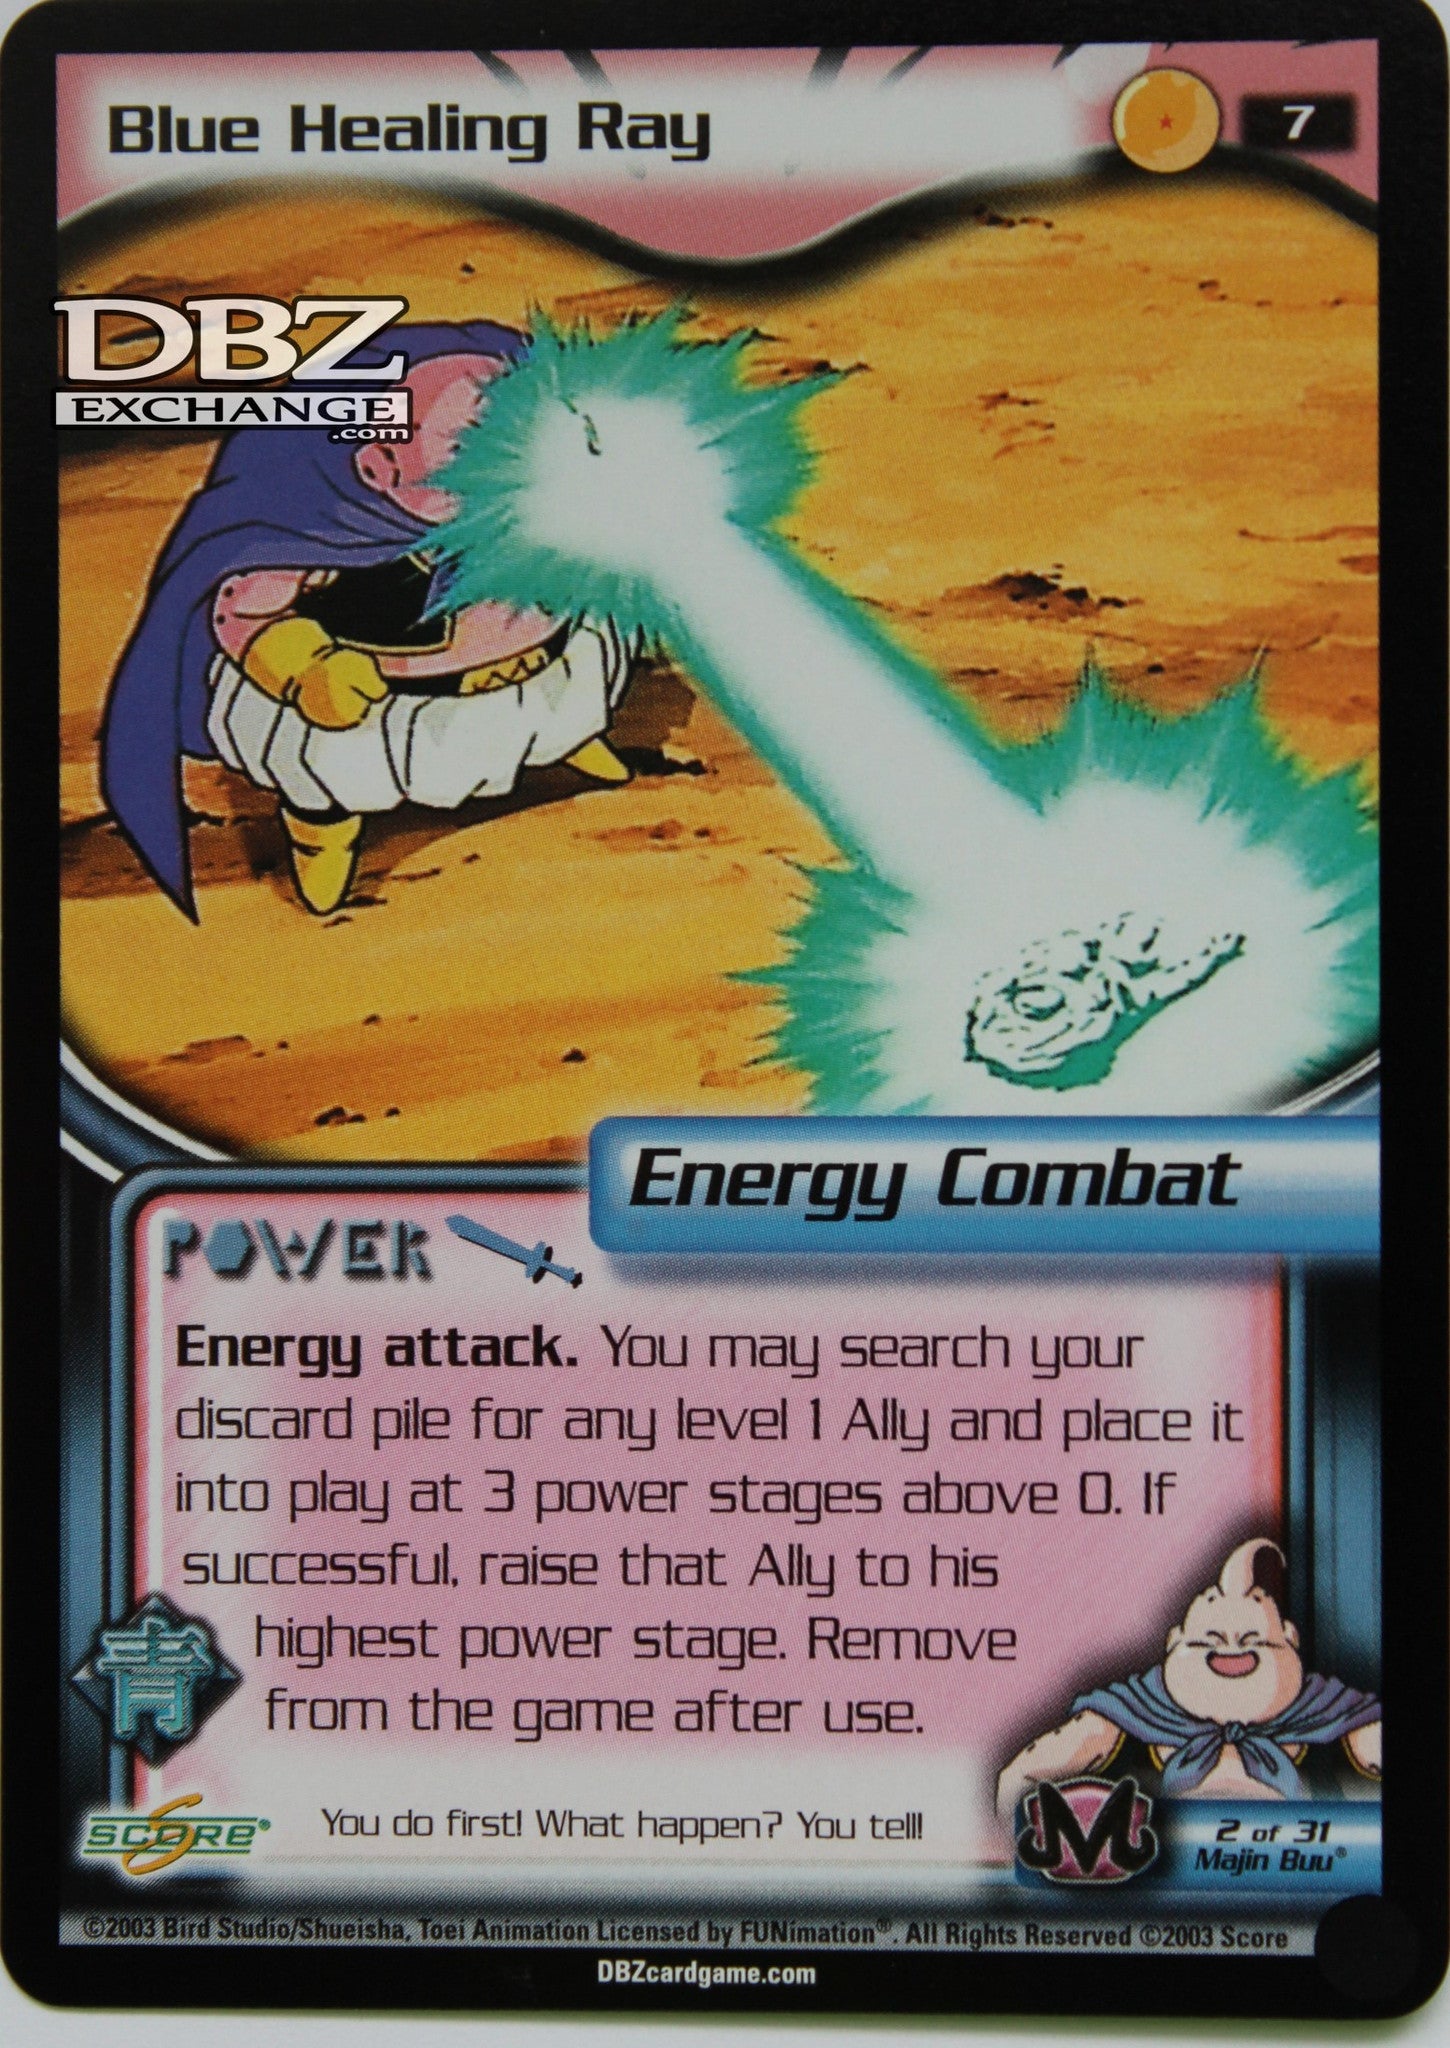 Blue Healing Ray
7
DBZ
EXCHANGE
.com
Energy Combat
POWER
Energy attack. You may search your
discard pile for any level 1 Ally and place it
into play at 3 power stages above 0. If
successful, raise that Ally to his
highest power stage. Remove
from the game after use.
青
SCORE®
You do first! What happen? You tell!
M
2 of 31
Majin Buu®
©2003 Bird Studio/Shueisha, Toei Animation Licensed by FUNimation®. All Rights Reserved ©2003 Score
DBZcardgame.com